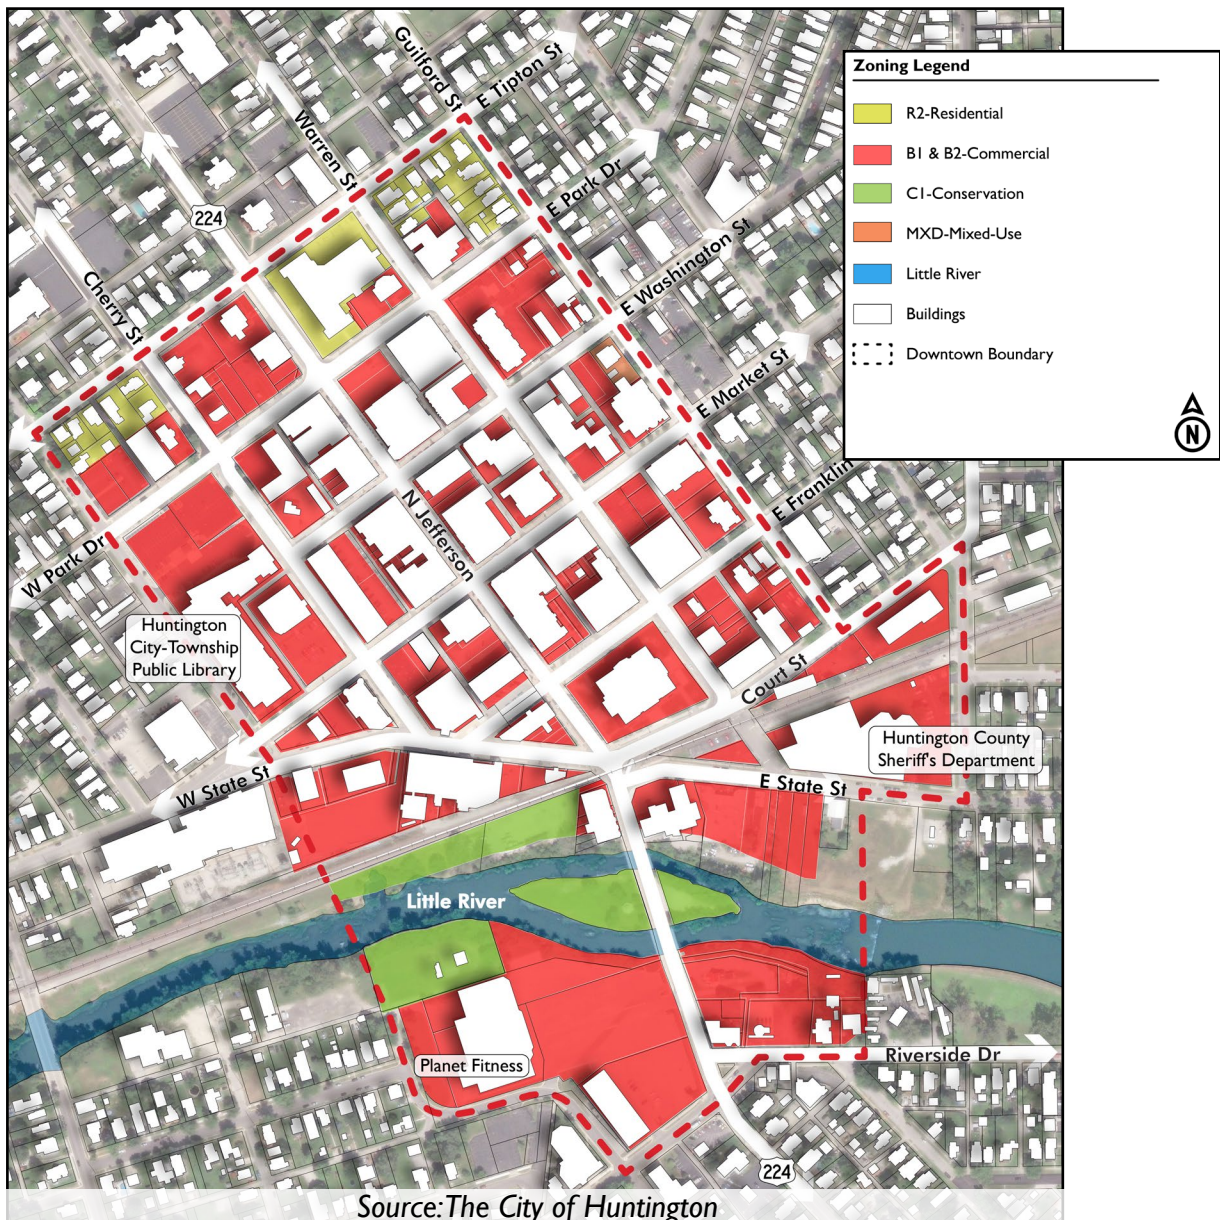 Guilford St
E Tipton St
Zoning Legend
R2-Residential
B1 & B2-Commercial
C1-Conservation
MXD-Mixed-Use
Little River
Buildings
Downtown Boundary
N
Warren St
E Park Dr
224
E Washington St
Cherry St
E Market St
E Franklin
N Jefferson
W Park Dr
Huntington
City-Township
Public Library
Court St
Huntington County
Sheriff's Department
W State St
E State St
Little River
Riverside Dr
Planet Fitness
224
Source:The City of Huntington